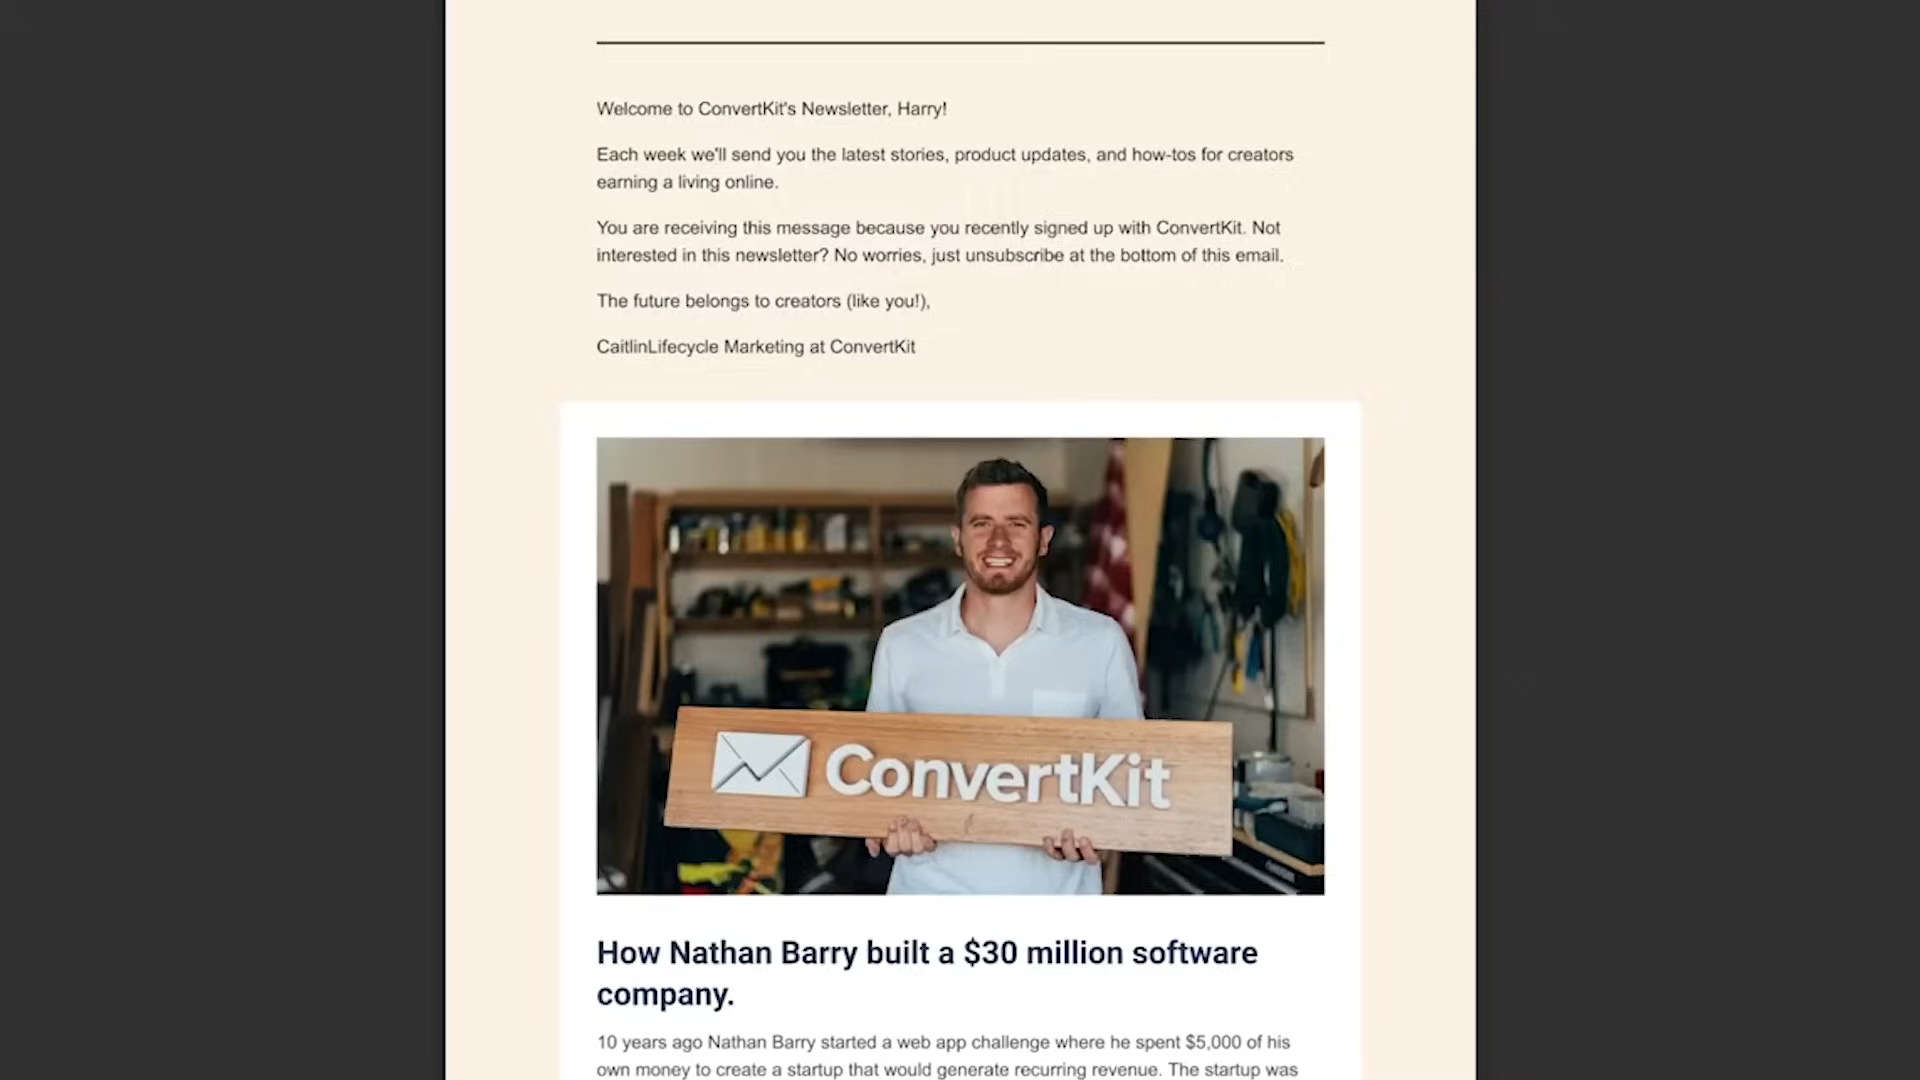 Welcome to ConvertKit's Newsletter, Harry!
Each week we'll send you the latest stories, product updates, and how-tos for creators
earning a living online.
You are receiving this message because you recently signed up with ConvertKit. Not
interested in this newsletter? No worries, just unsubscribe at the bottom of this email.
The future belongs to creators (like you!),
CaitlinLifecycle Marketing at ConvertKit
ConvertKit
How Nathan Barry built a $30 million software
company.
10 years ago Nathan Barry started a web app challenge where he spent $5,000 of his
own money to create a startup that would generate recurring revenue. The startup was